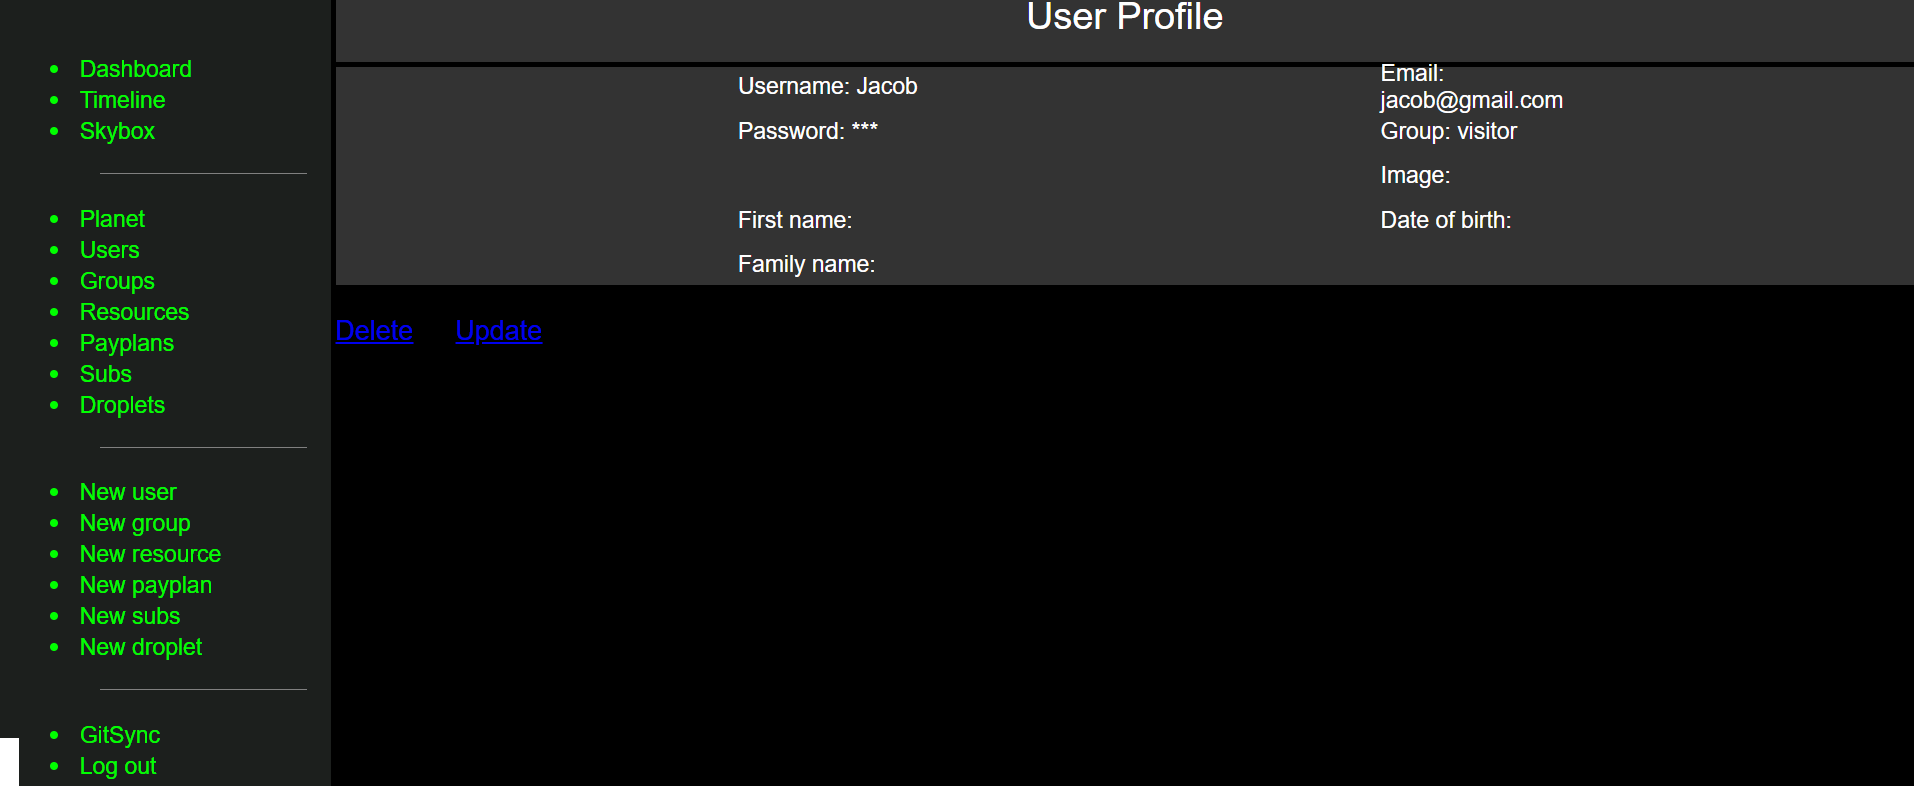 Dashboard
Timeline
Skybox
Planet
Users
Groups
Resources
Payplans
Subs
Droplets
New user
New group
New resource
New payplan
New subs
New droplet
GitSync
Log out
User Profile
Username: Jacob
Email:
jacob@gmail.com
Password: ***
Group: visitor
Image:
First name:
Date of birth:
Family name:
Delete
Update